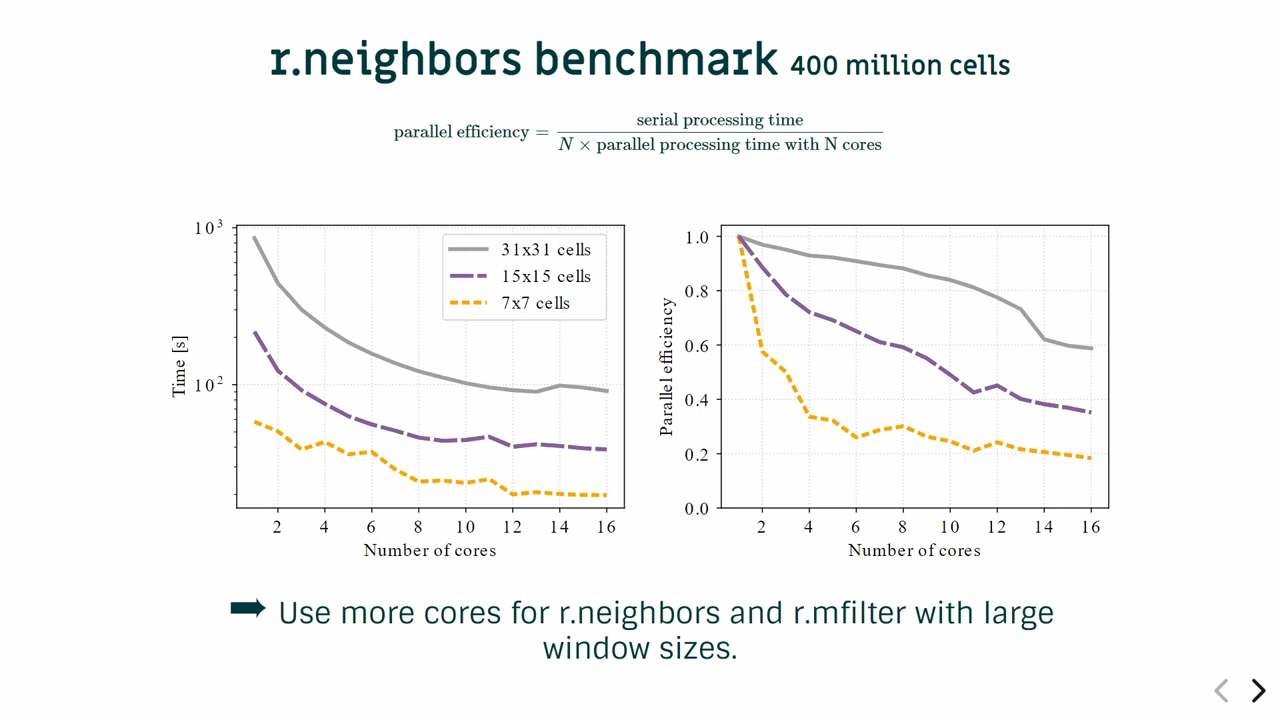 r.neighbors benchmark 400 million cells
parallel efficiency = serial processing time / N × parallel processing time with N cores
10^3
10^2
Time [s]
31x31 cells
15x15 cells
7x7 cells
2 4 6 8 10 12 14 16
Number of cores
1.0
0.8
0.6
0.4
0.2
0.0
Parallel efficiency
2 4 6 8 10 12 14 16
Number of cores
➡ Use more cores for r.neighbors and r.mfilter with large
window sizes.